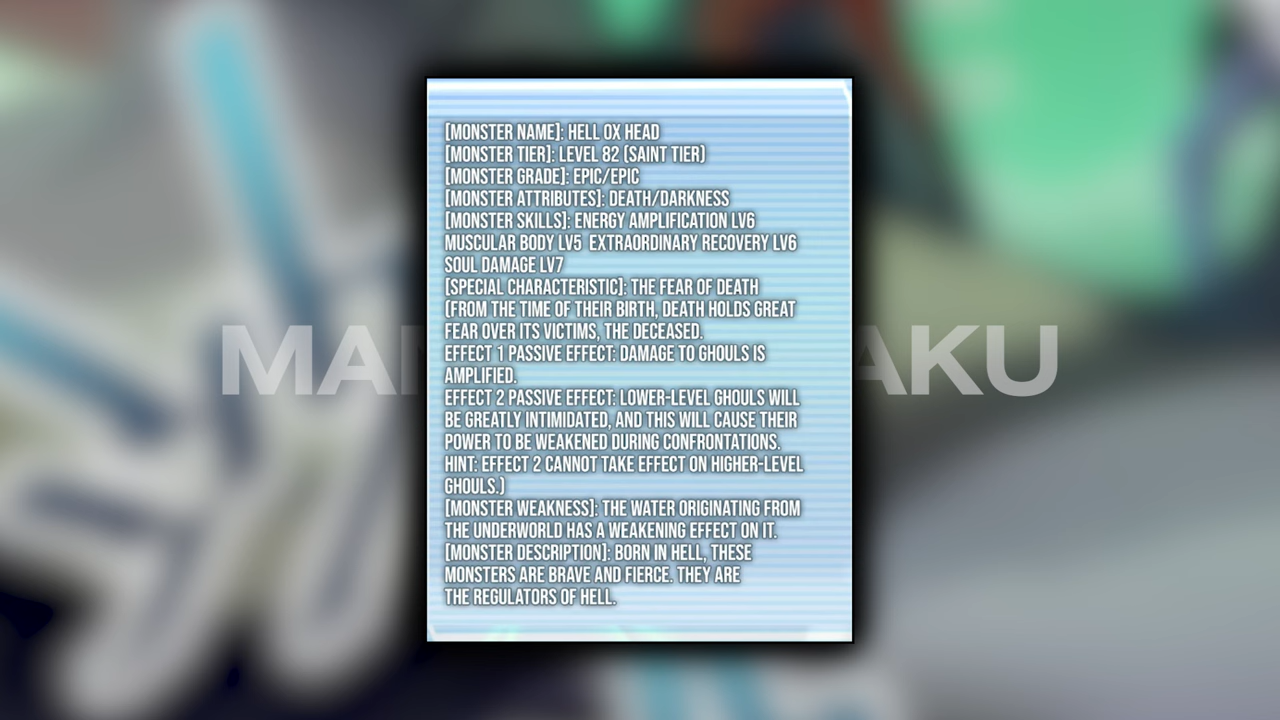 [MONSTER NAME]: HELL OX HEAD
[MONSTER TIER]: LEVEL 82 (SAINT TIER)
[MONSTER GRADE]: EPIC/EPIC
[MONSTER ATTRIBUTES]: DEATH/DARKNESS
[MONSTER SKILLS]: ENERGY AMPLIFICATION LV6
MUSCULAR BODY LV5 EXTRAORDINARY RECOVERY LV6
SOUL DAMAGE LV7
[SPECIAL CHARACTERISTIC]: THE FEAR OF DEATH
(FROM THE TIME OF THEIR BIRTH, DEATH HOLDS GREAT
FEAR OVER ITS VICTIMS, THE DECEASED.
EFFECT 1 PASSIVE EFFECT: DAMAGE TO GHOULS IS
AMPLIFIED.
EFFECT 2 PASSIVE EFFECT: LOWER-LEVEL GHOULS WILL
BE GREATLY INTIMIDATED, AND THIS WILL CAUSE THEIR
POWER TO BE WEAKENED DURING CONFRONTATIONS.
HINT: EFFECT 2 CANNOT TAKE EFFECT ON HIGHER-LEVEL
GHOULS.)
[MONSTER WEAKNESS]: THE WATER ORIGINATING FROM
THE UNDERWORLD HAS A WEAKENING EFFECT ON IT.
[MONSTER DESCRIPTION]: BORN IN HELL, THESE
MONSTERS ARE BRAVE AND FIERCE. THEY ARE
THE REGULATORS OF HELL.